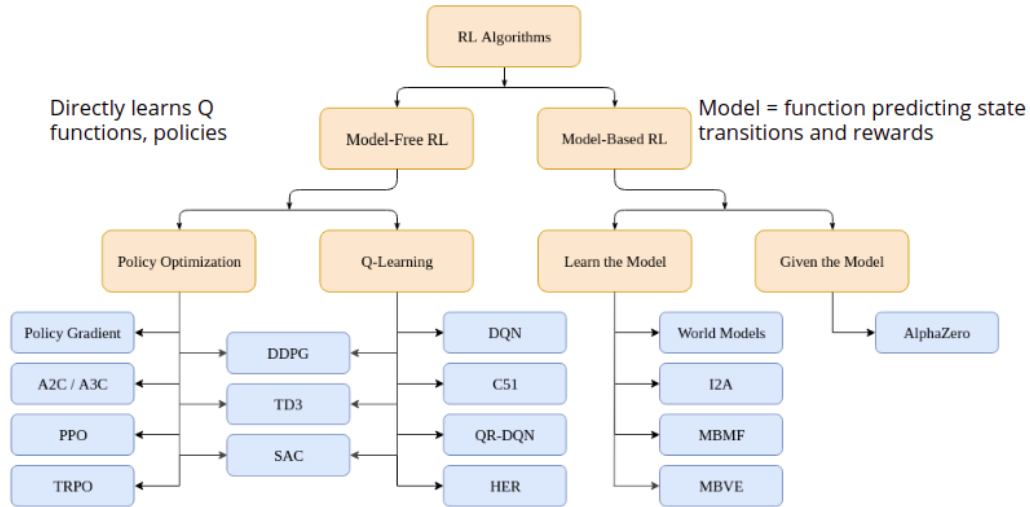 RL Algorithms
Directly learns Q
functions, policies
Model-Free RL
Model-Based RL
Model = function predicting state
transitions and rewards
Policy Optimization
Q-Learning
Learn the Model
Given the Model
Policy Gradient
A2C / A3C
PPO
TRPO
DDPG
TD3
SAC
DQN
C51
QR-DQN
HER
World Models
I2A
MBMF
MBVE
AlphaZero